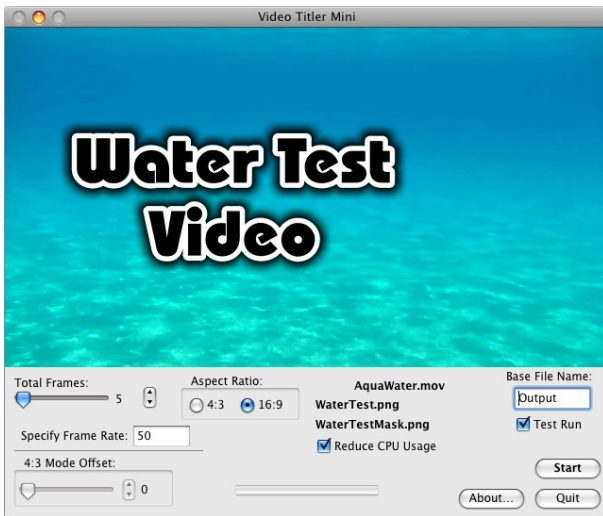 Video Titler Mini
Water Test
Video
Total Frames:
5
Aspect Ratio:
4:3
16:9
Specify Frame Rate: 50
4:3 Mode Offset:
0
AquaWater.mov
WaterTest.png
WaterTestMask.png
Reduce CPU Usage
Base File Name:
Output
Test Run
Start
About...
Quit